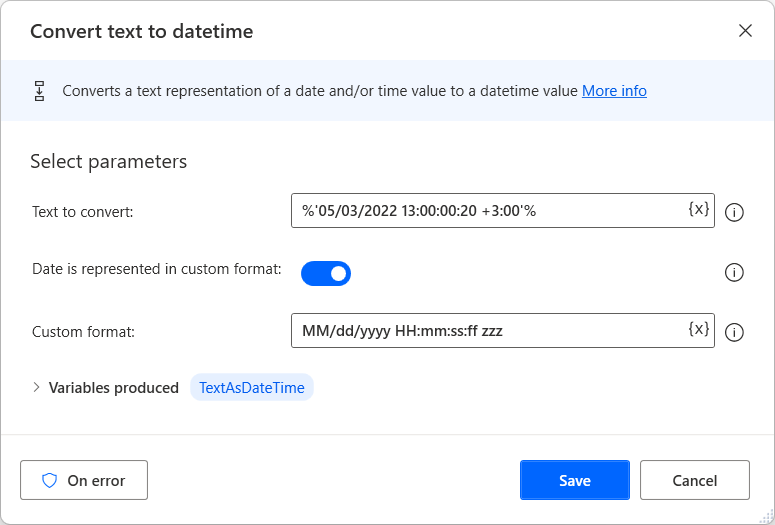 Convert text to datetime
Converts a text representation of a date and/or time value to a datetime value More info
Select parameters
Text to convert: %'05/03/2022 13:00:00:20 +3:00'% {x}
Date is represented in custom format:
Custom format: MM/dd/yyyy HH:mm:ss:ff zzz {x}
Variables produced TextAsDateTime
On error Save Cancel